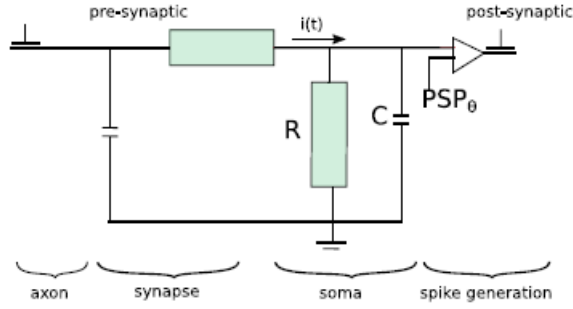 pre-synaptic
i(t)
post-synaptic
R
C
PSPθ
axon
synapse
soma
spike generation